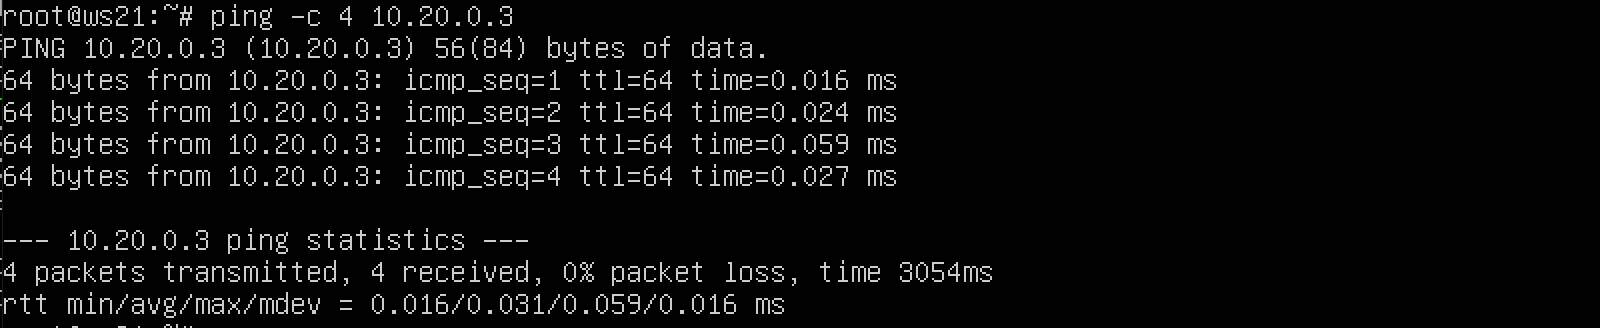 root@ws21:~# ping -c 4 10.20.0.3
PING 10.20.0.3 (10.20.0.3) 56(84) bytes of data.
64 bytes from 10.20.0.3: icmp_seq=1 ttl=64 time=0.016 ms
64 bytes from 10.20.0.3: icmp_seq=2 ttl=64 time=0.024 ms
64 bytes from 10.20.0.3: icmp_seq=3 ttl=64 time=0.059 ms
64 bytes from 10.20.0.3: icmp_seq=4 ttl=64 time=0.027 ms
--- 10.20.0.3 ping statistics ---
4 packets transmitted, 4 received, 0% packet loss, time 3054ms
rtt min/avg/max/mdev = 0.016/0.031/0.059/0.016 ms